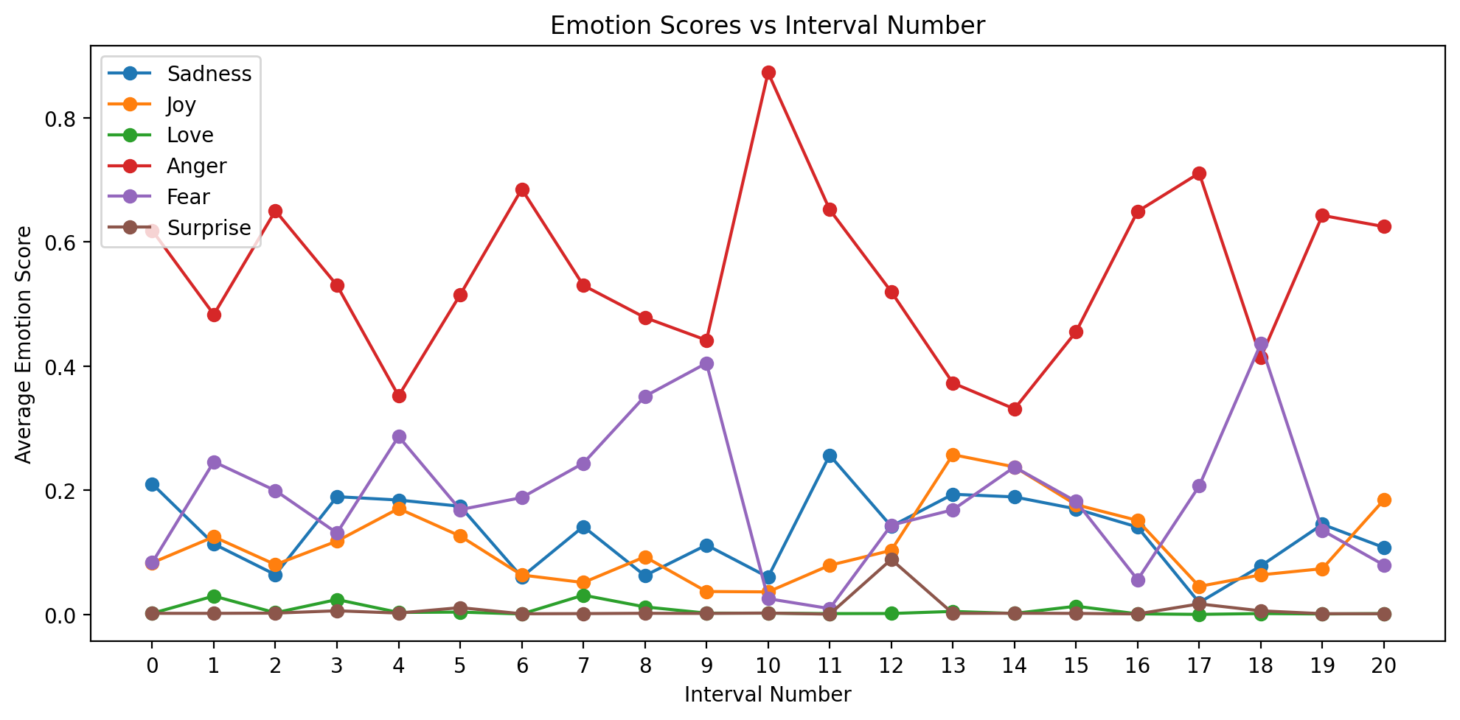 Emotion Scores vs Interval Number
Sadness
Joy
Love
Anger
Fear
Surprise
Average Emotion Score
0.8
0.6
0.4
0.2
0.0
0 1 2 3 4 5 6 7 8 9 10 11 12 13 14 15 16 17 18 19 20
Interval Number